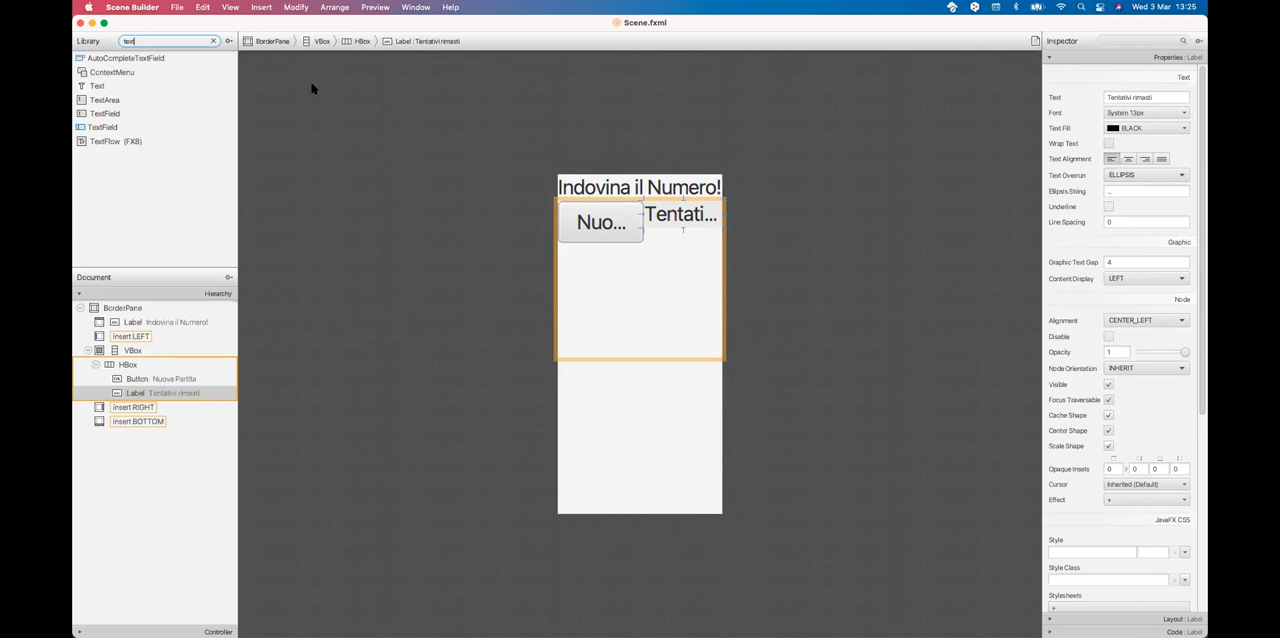 Scene Builder File Edit View Insert Modify Arrange Preview Window Help Wed 3 Mar 13:25
Scene.fxml
Library text BorderPane VBox HBox Label : Tentativi rimasti Inspector
Properties : Label
AutoCompleteTextField
ContextMenu
Text
TextArea
TextField
TextField
TextFlow (FX8)
Document
Hierarchy
BorderPane
Label Indovina il Numero!
insert LEFT
VBox
HBox
Button Nuova Partita
Label Tentativi rimasti
insert RIGHT
insert BOTTOM
Controller
Indovina il Numero!
Nuo... Tentati...
Text
Text Tentativi rimasti
Font System 13px
Text Fill BLACK
Wrap Text
Text Alignment
Text Overrun ELLIPSIS
Ellipsis String ...
Underline
Line Spacing 0
Graphic
Graphic Text Gap 4
Content Display LEFT
Node
Alignment CENTER_LEFT
Disable
Opacity 1
Node Orientation INHERIT
Visible
Focus Traversable
Cache Shape
Center Shape
Scale Shape
Opaque Insets 0 0 0 0
Cursor Inherited (Default)
Effect +
JavaFX CSS
Style
Style Class
Stylesheets
+
Layout : Label
Code : Label